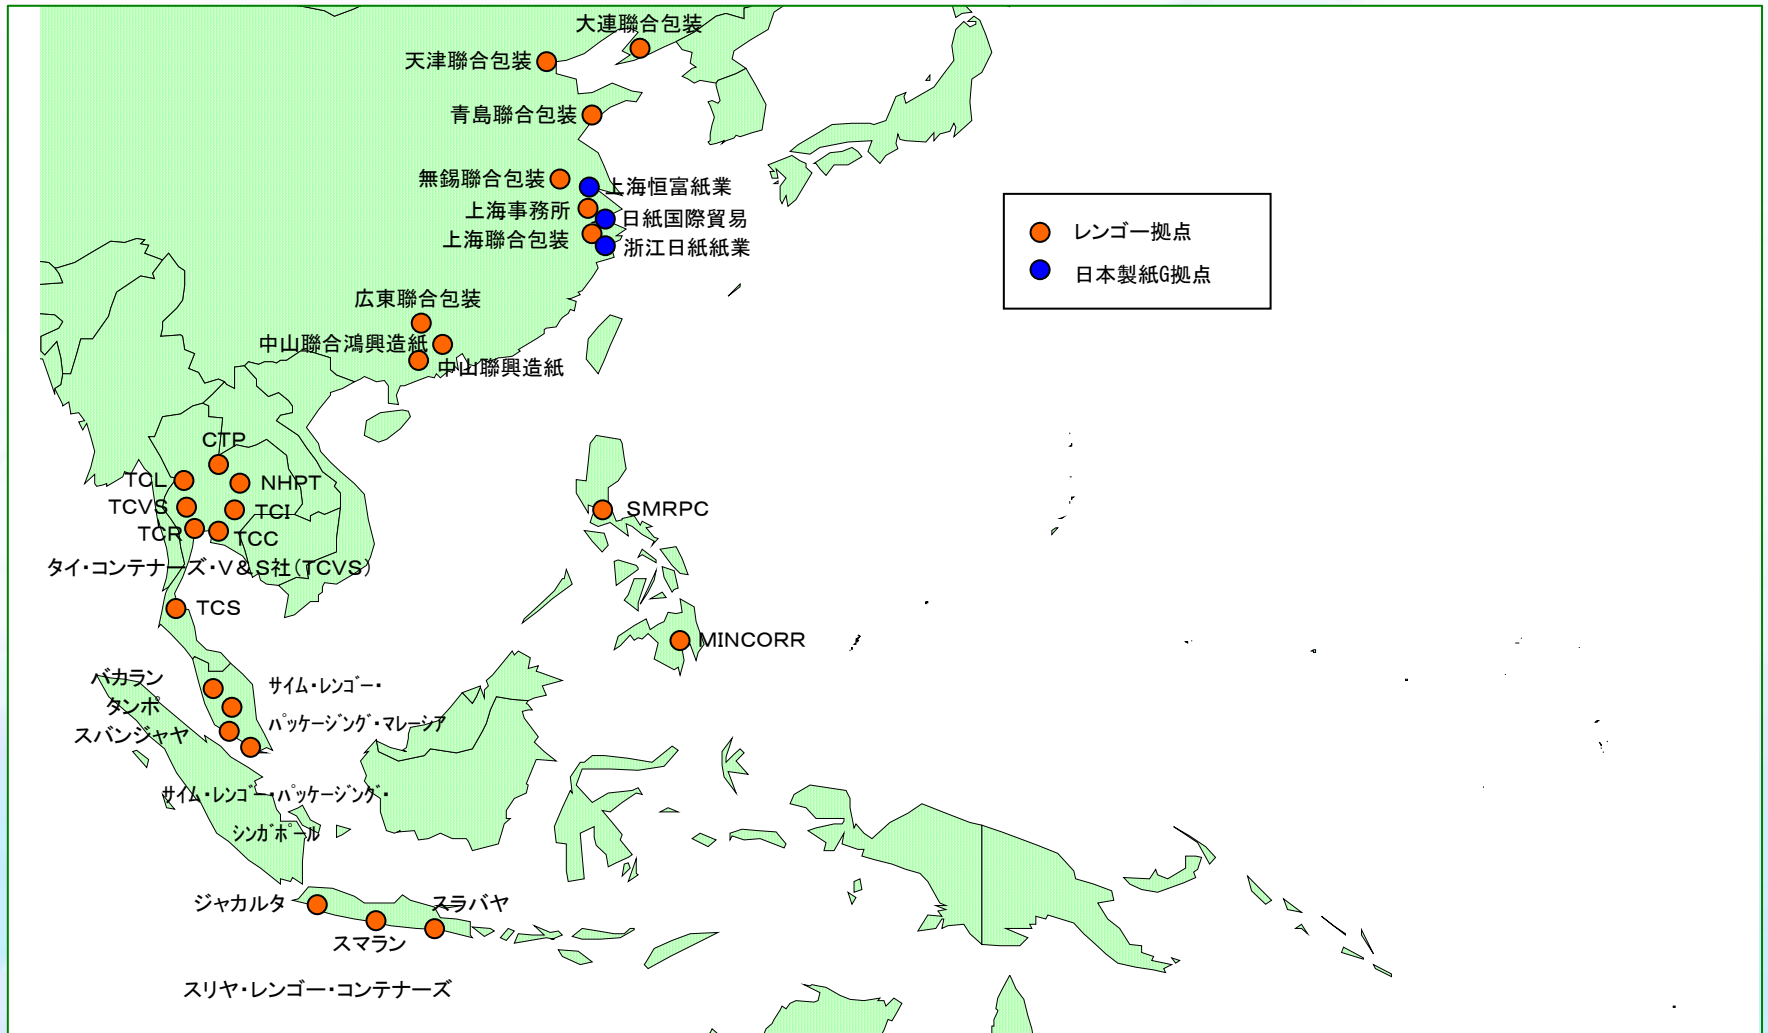 大連聯合包装
天津聯合包装
青島聯合包装
無錫聯合包装
上海恒富紙業
上海事務所
日紙国際貿易
上海聯合包装
浙江日紙紙業
レンゴー拠点
日本製紙G拠点
広東聯合包装
中山聯合鴻興造紙
中山聯興造紙
CTP
TCL
NHPT
TCVS
TCI
TCR
TCC
タイ・コンテナーズ・V&S社(TCVS)
TCS
SMRPC
MINCORR
バカラン
タンポ
スバンジャヤ
サイム・レンゴー・
パッケージング・マレーシア
サイム・レンゴー・パッケージング・
シンガポール
ジャカルタ
スラバヤ
スマラン
スリヤ・レンゴー・コンテナーズ